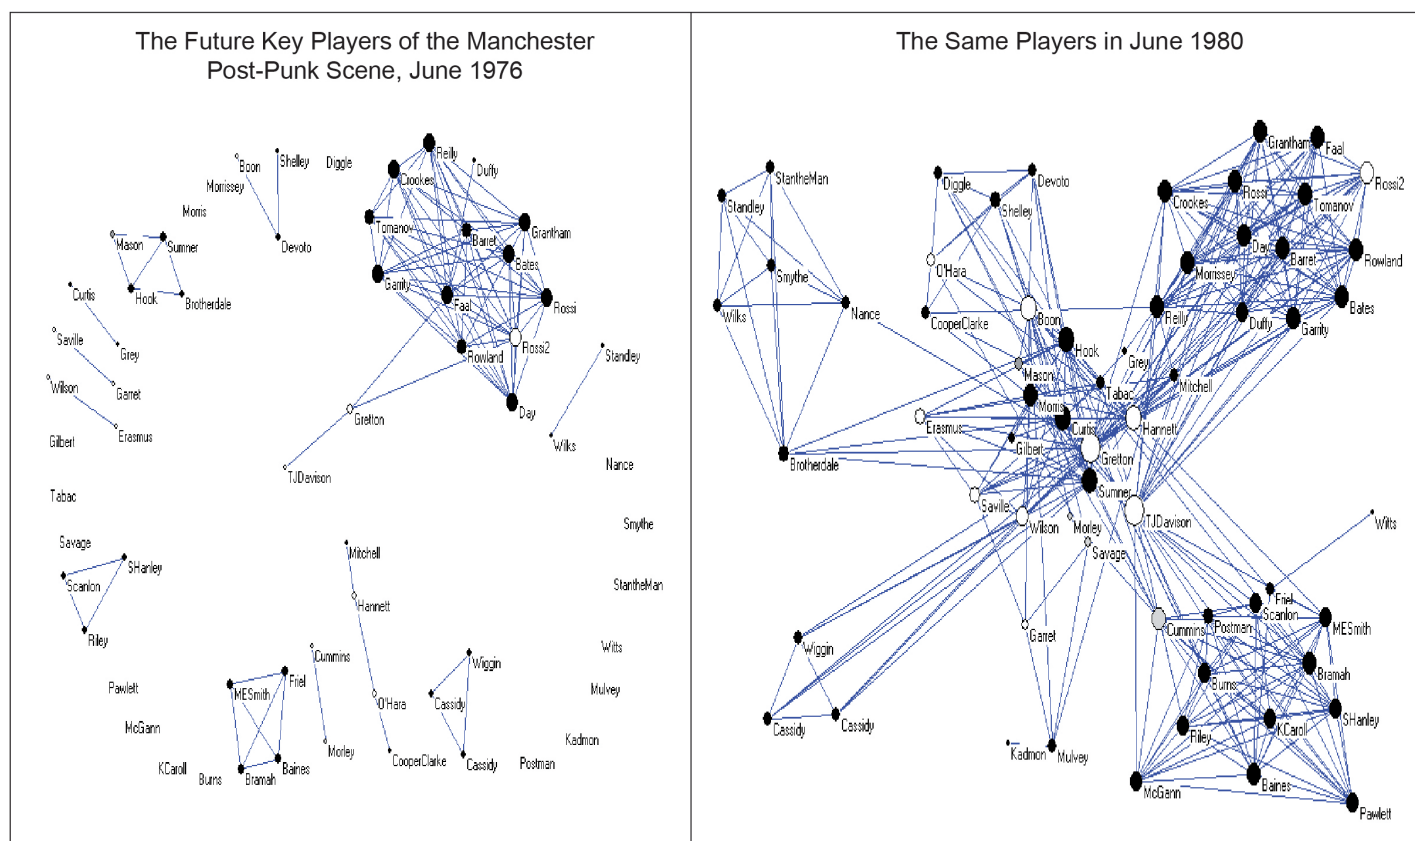 The Future Key Players of the Manchester
Post-Punk Scene, June 1976
Reilly
Shelley
Boon
Diggle
Duffy
Crookes
Morrissey
Morris
Tomanov
Grantham
Barret
Mason
Sumner
Devoto
Bates
Garrity
Curtis
Hook
Brotherdale
Faal
Rossi
Saville
Rossi2
Grey
Rowland
Standley
Wilson
Garret
Day
Gretton
Erasmus
Gilbert
Wilks
Nance
TJDavison
Tabac
Smythe
Savage
SHanley
Mitchell
Scanlon
StantheMan
Hannett
Riley
Witts
Cummins
Wiggin
Friel
MESmith
Pawlett
Mulvey
O'Hara
Cassidy
McGann
Kadmon
Morley
KCaroll
Burns
Bramah
Baines
CooperClarke
Cassidy
Postman
The Same Players in June 1980
Grantham
Faal
StantheMan
Diggle
Devoto
Rossi2
Standley
Shelley
Crookes
Rossi
Tomanov
Day
Barret
Rowland
Smythe
O'Hara
Morrissey
Wilks
Nance
CooperClarke
Boon
Reilly
Duffy
Garrity
Bates
Hook
Grey
Mason
Tabac
Mitchell
Morris
Erasmus
Curtis
Hannett
Gilbert
Gretton
Brotherdale
Sumner
Saville
Wilson
Morley
TJDavison
Witts
Savage
Friel
Scanlon
Garret
Cummins
Postman
MESmith
Wiggin
Bramah
Burns
Cassidy
Cassidy
SHanley
KCaroll
Riley
Kadmon
Mulvey
Baines
McGann
Pawlett